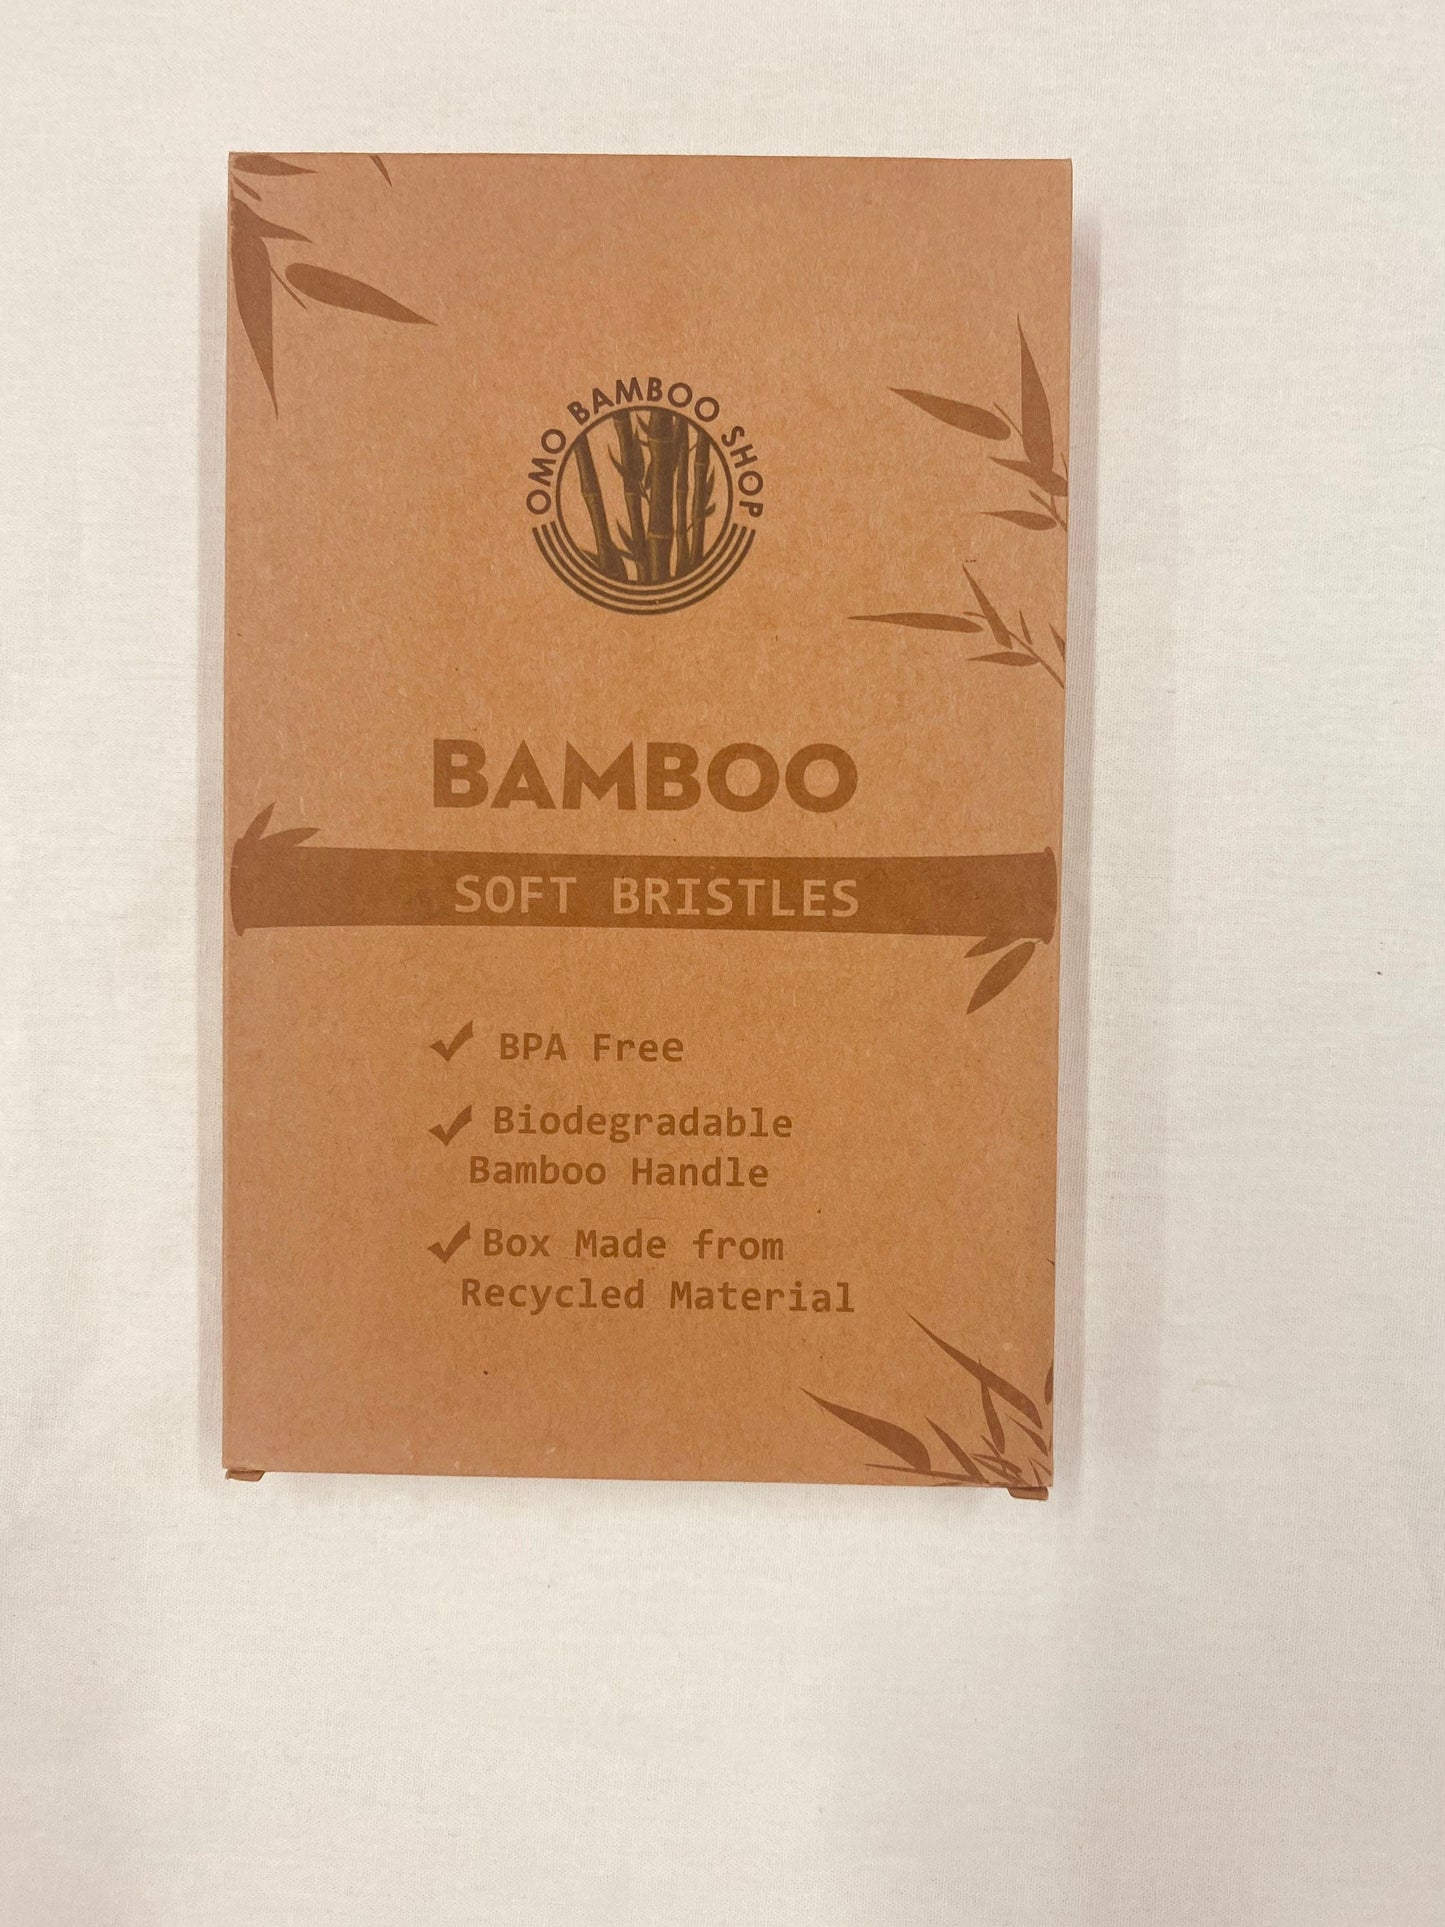 OMO BAMBOO SHOP
BAMBOO
SOFT BRISTLES
BPA Free
Biodegradable
Bamboo Handle
Box Made from
Recycled Material